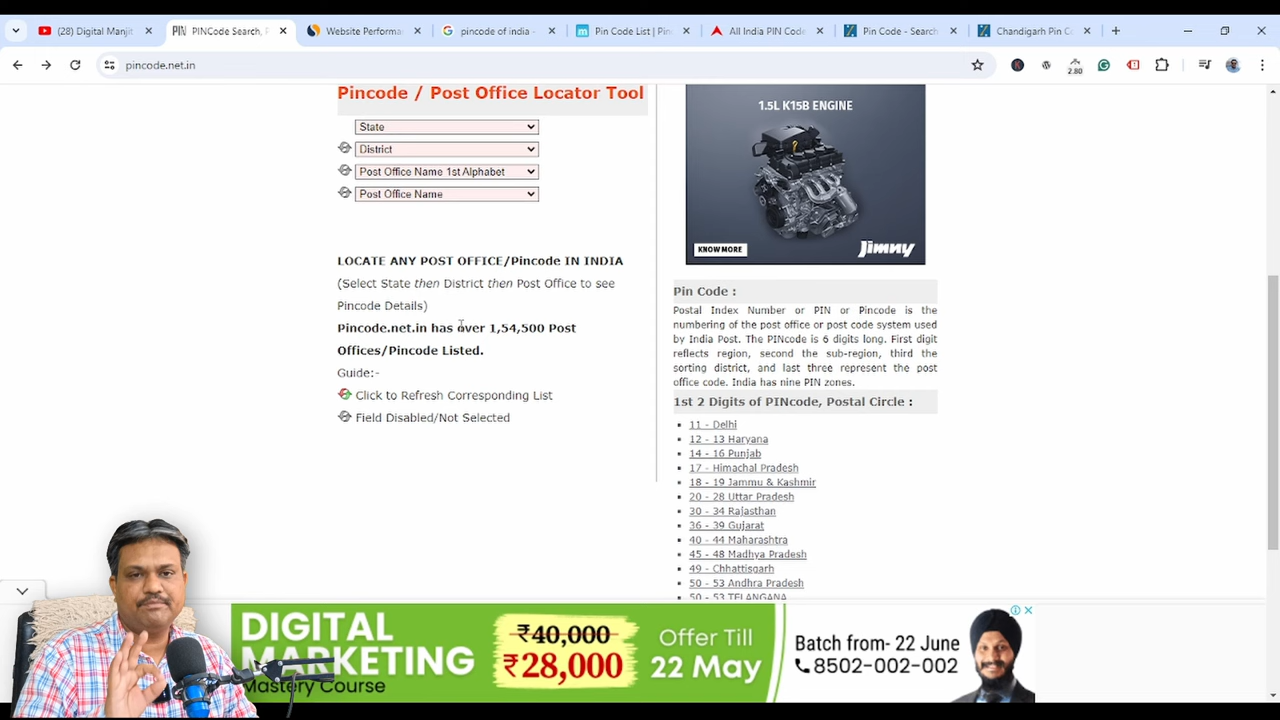 (28) Digital Manjit
PINCode Search, P
Website Performa
pincode of india -
Pin Code List | Pin
All India PIN Code
Pin Code - Search
Chandigarh Pin Co
pincode.net.in
2.80
Pincode / Post Office Locator Tool
State
District
Post Office Name 1st Alphabet
Post Office Name
LOCATE ANY POST OFFICE/Pincode IN INDIA
(Select State then District then Post Office to see
Pincode Details)
Pincode.net.in has over 1,54,500 Post
Offices/Pincode Listed.
Guide:-
Click to Refresh Corresponding List
Field Disabled/Not Selected
1.5L K15B ENGINE
KNOW MORE
Jimny
Pin Code :
Postal Index Number or PIN or Pincode is the
numbering of the post office or post code system used
by India Post. The PINcode is 6 digits long. First digit
reflects region, second the sub-region, third the
sorting district, and last three represent the post
office code. India has nine PIN zones.
1st 2 Digits of PINcode, Postal Circle :
11 - Delhi
12 - 13 Haryana
14 - 16 Punjab
17 - Himachal Pradesh
18 - 19 Jammu & Kashmir
20 - 28 Uttar Pradesh
30 - 34 Rajasthan
36 - 39 Gujarat
40 - 44 Maharashtra
45 - 48 Madhya Pradesh
49 - Chhattisgarh
50 - 53 Andhra Pradesh
50 - 53 TELANGANA
DIGITAL
MARKETING
Mastery Course
₹40,000
₹28,000
Offer Till
22 May
Batch from- 22 June
8502-002-002